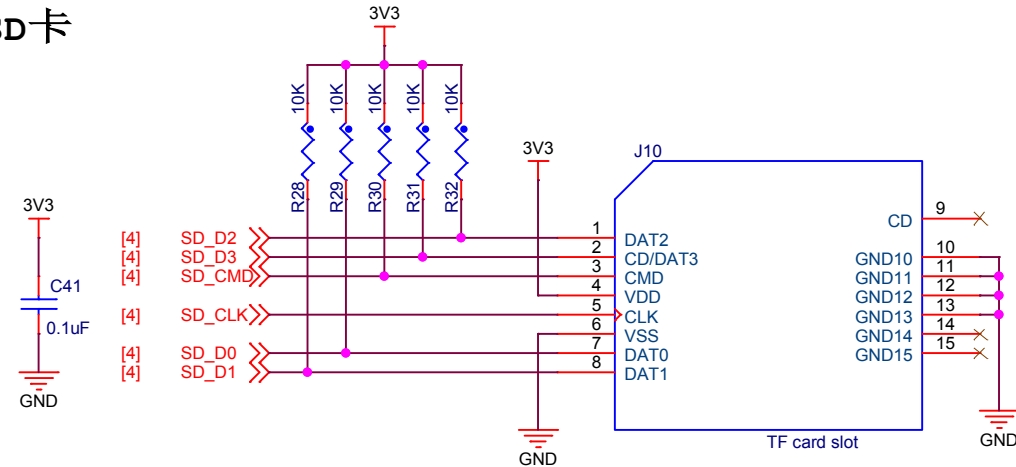 SD卡
3V3
10K 10K 10K 10K 10K
R28 R29 R30 R31 R32
3V3
J10
3V3
C41
0.1uF
GND
[4] SD_D2
[4] SD_D3
[4] SD_CMD
[4] SD_CLK
[4] SD_D0
[4] SD_D1
1 DAT2
2 CD/DAT3
3 CMD
4 VDD
5 CLK
6 VSS
7 DAT0
8 DAT1
GND
CD 9
GND10 10
GND11 11
GND12 12
GND13 13
GND14 14
GND15 15
GND
TF card slot